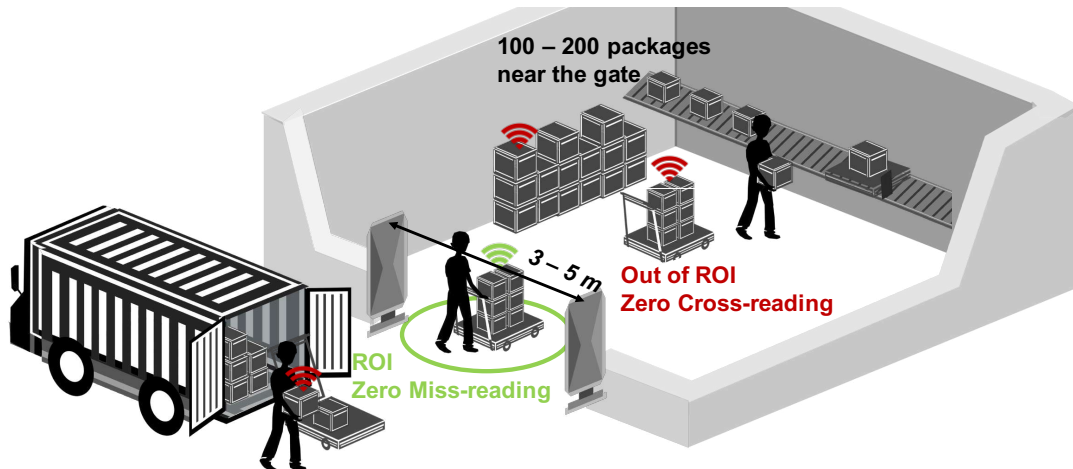 100 – 200 packages
near the gate
3 – 5 m
Out of ROI
Zero Cross-reading
ROI
Zero Miss-reading